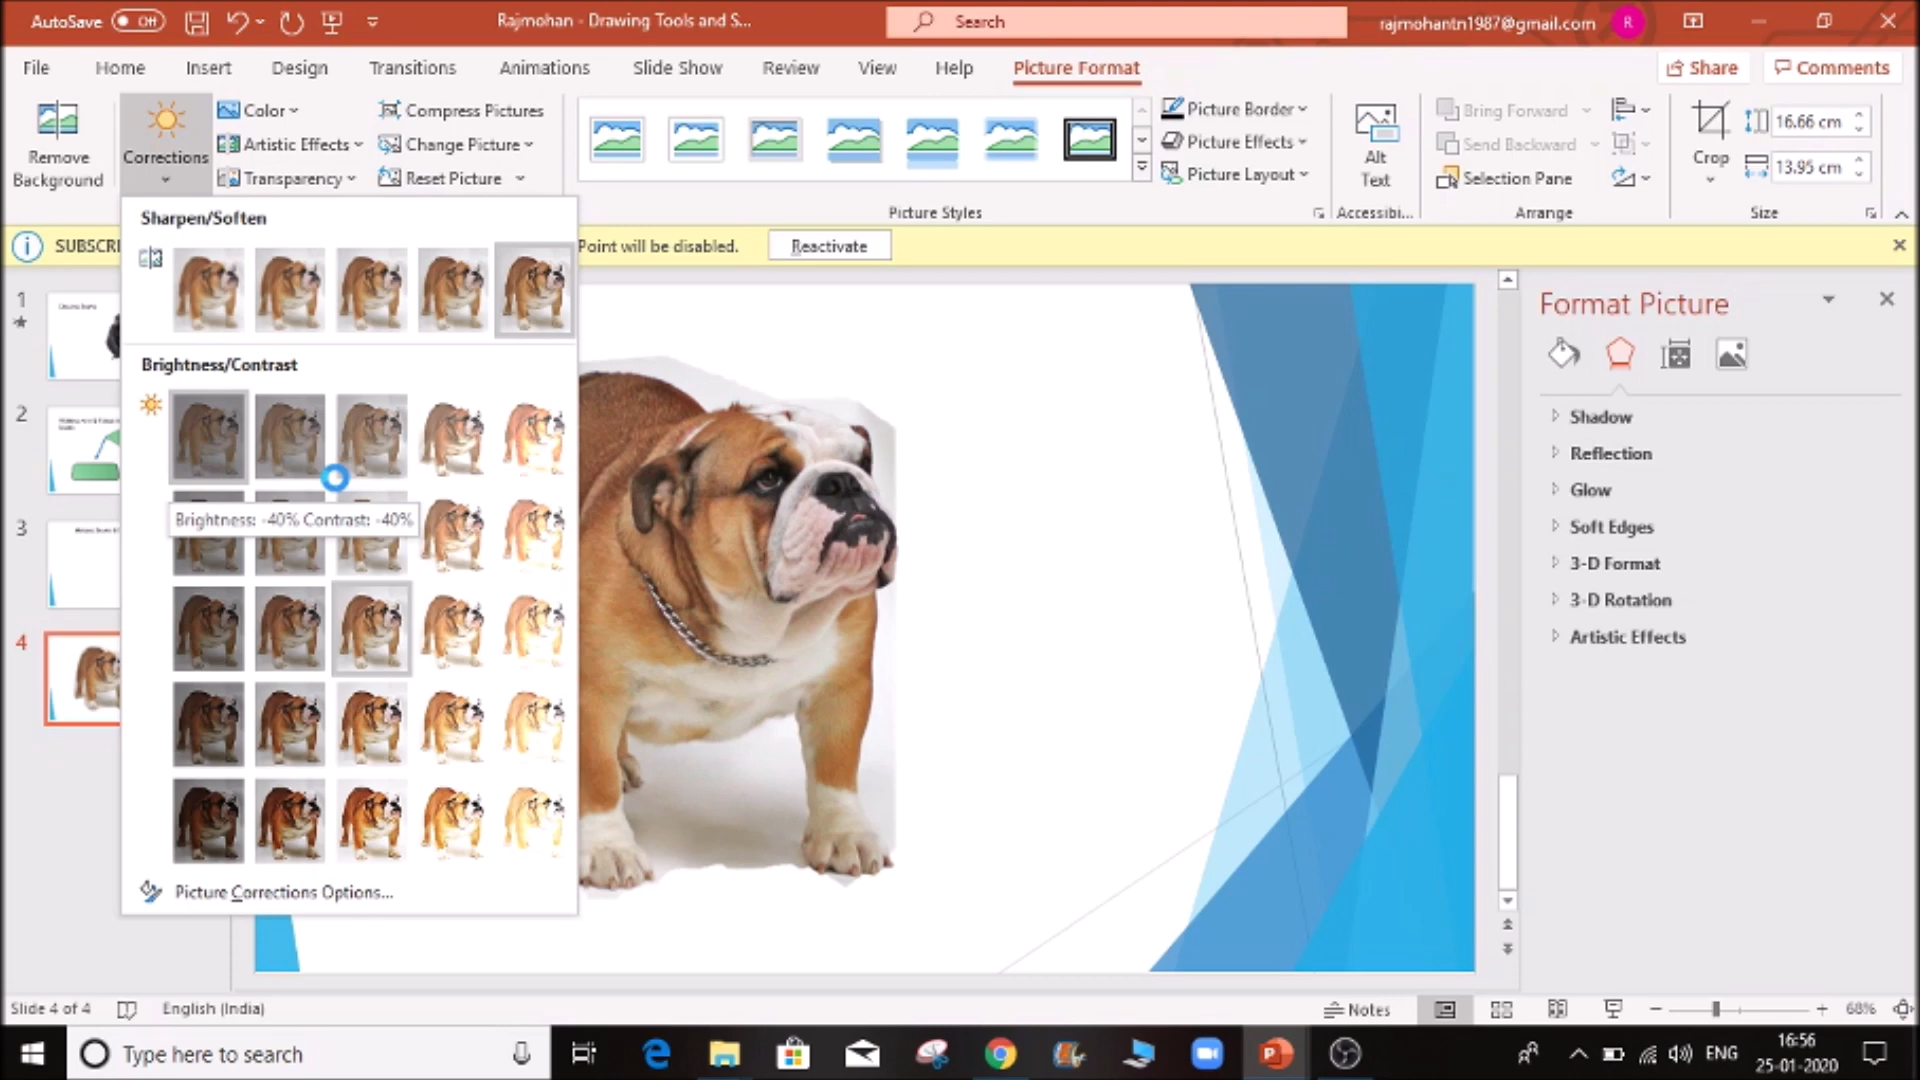 AutoSave Off Rajmohan - Drawing Tools and S... Search rajmohantn1987@gmail.com R
File Home Insert Design Transitions Animations Slide Show Review View Help Picture Format Share Comments
Remove Background
Corrections
Color
Artistic Effects
Transparency
Compress Pictures
Change Picture
Reset Picture
Picture Styles
Picture Border
Picture Effects
Picture Layout
Alt Text
Accessibi...
Bring Forward
Send Backward
Selection Pane
Arrange
Crop
16.66 cm
13.95 cm
Size
SUBSCRI
Point will be disabled. Reactivate
Sharpen/Soften
Brightness/Contrast
Brightness: -40% Contrast: -40%
Picture Corrections Options...
1
2
3
4
Format Picture
Shadow
Reflection
Glow
Soft Edges
3-D Format
3-D Rotation
Artistic Effects
Slide 4 of 4 English (India) Notes 68%
Type here to search
ENG
16:56
25-01-2020